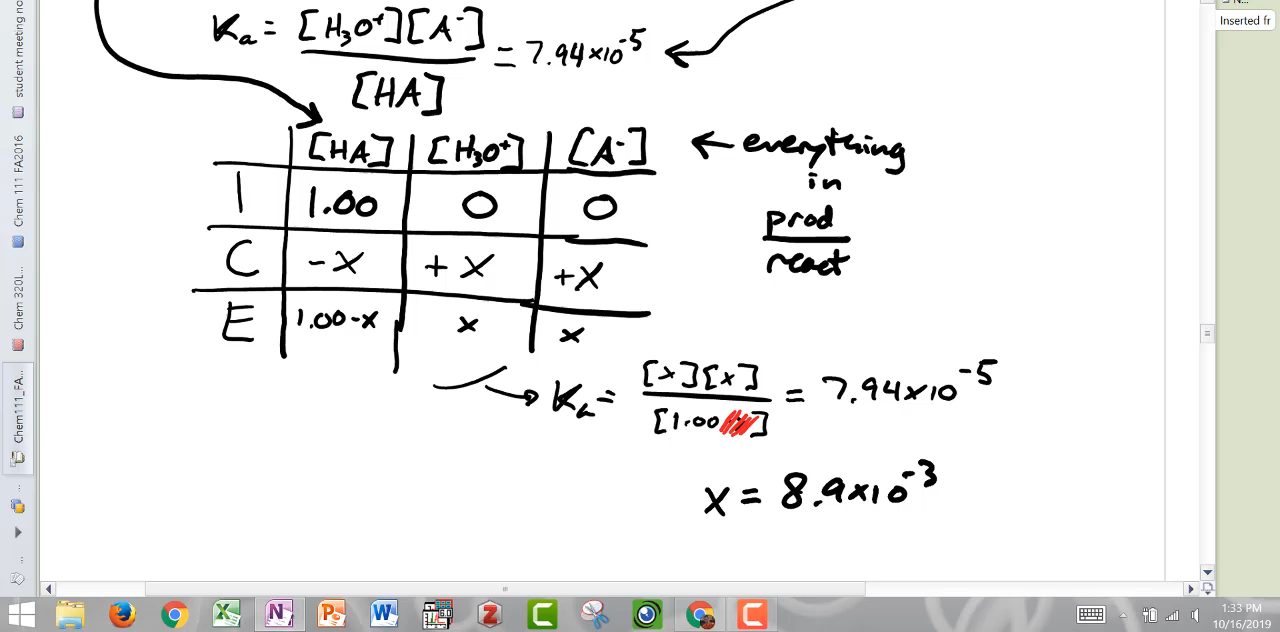 student meeting no
Chem 111 FA2016
Chem 320L
Chem111_FA
Inserted fr
Ka = [H3O+][A-] / [HA] = 7.94×10-5
[HA] [H3O+] [A-] ← everything
in
prod
react
I 1.00 0 0
C -x +x +x
E 1.00-x x x
Ka = [x][x] / [1.00 ] = 7.94×10-5
x = 8.9×10-3
1:33 PM
10/16/2019